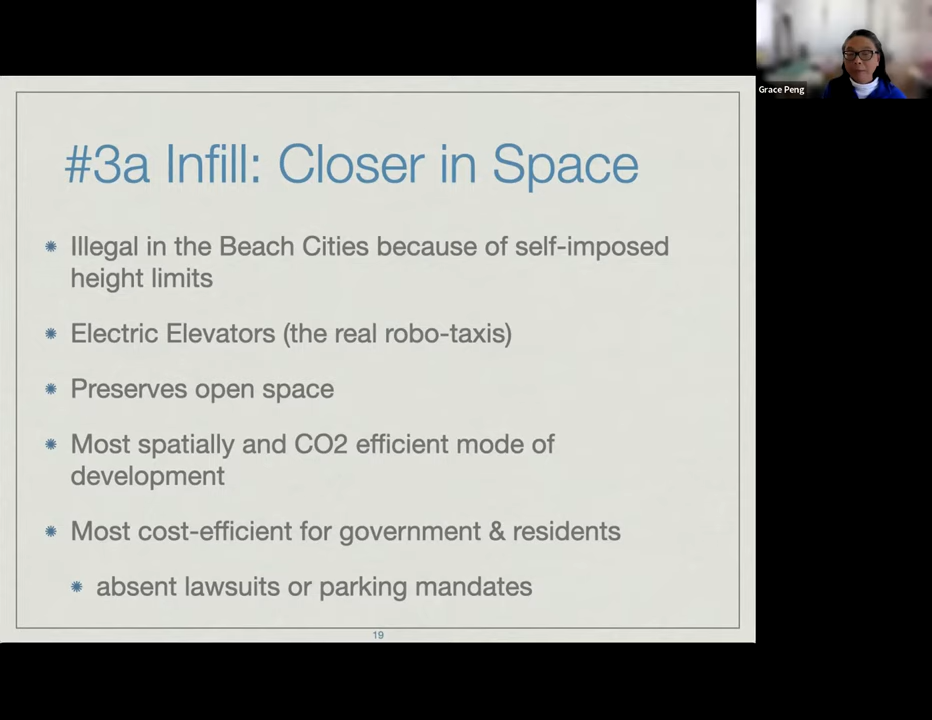 Grace Peng
#3a Infill: Closer in Space
Illegal in the Beach Cities because of self-imposed
height limits
Electric Elevators (the real robo-taxis)
Preserves open space
Most spatially and CO2 efficient mode of
development
Most cost-efficient for government & residents
absent lawsuits or parking mandates
19